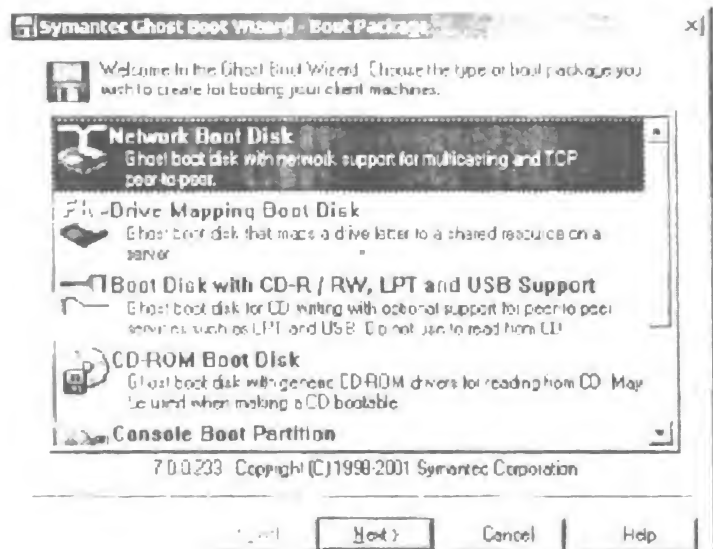 Symantec Ghost Boot Wizard - Boot Package
Welcome to the Ghost Boot Wizard. Choose the type of boot package you
wish to create for booting your client machines.
Network Boot Disk
Ghost boot disk with network support for multicasting and TCP
peer-to-peer.
Drive Mapping Boot Disk
Ghost boot disk that maps a drive letter to a shared resource on a
server
Boot Disk with CD-R / RW, LPT and USB Support
Ghost boot disk for CD writing with optional support for peer to peer
services such as LPT and USB. Do not use to read from CD
CD-ROM Boot Disk
Ghost boot disk with generic CD-ROM drivers for reading from CD. May
be used when making a CD bootable
Console Boot Partition
7.0.0.233 Copyright (C) 1998-2001 Symantec Corporation
Next > Cancel Help